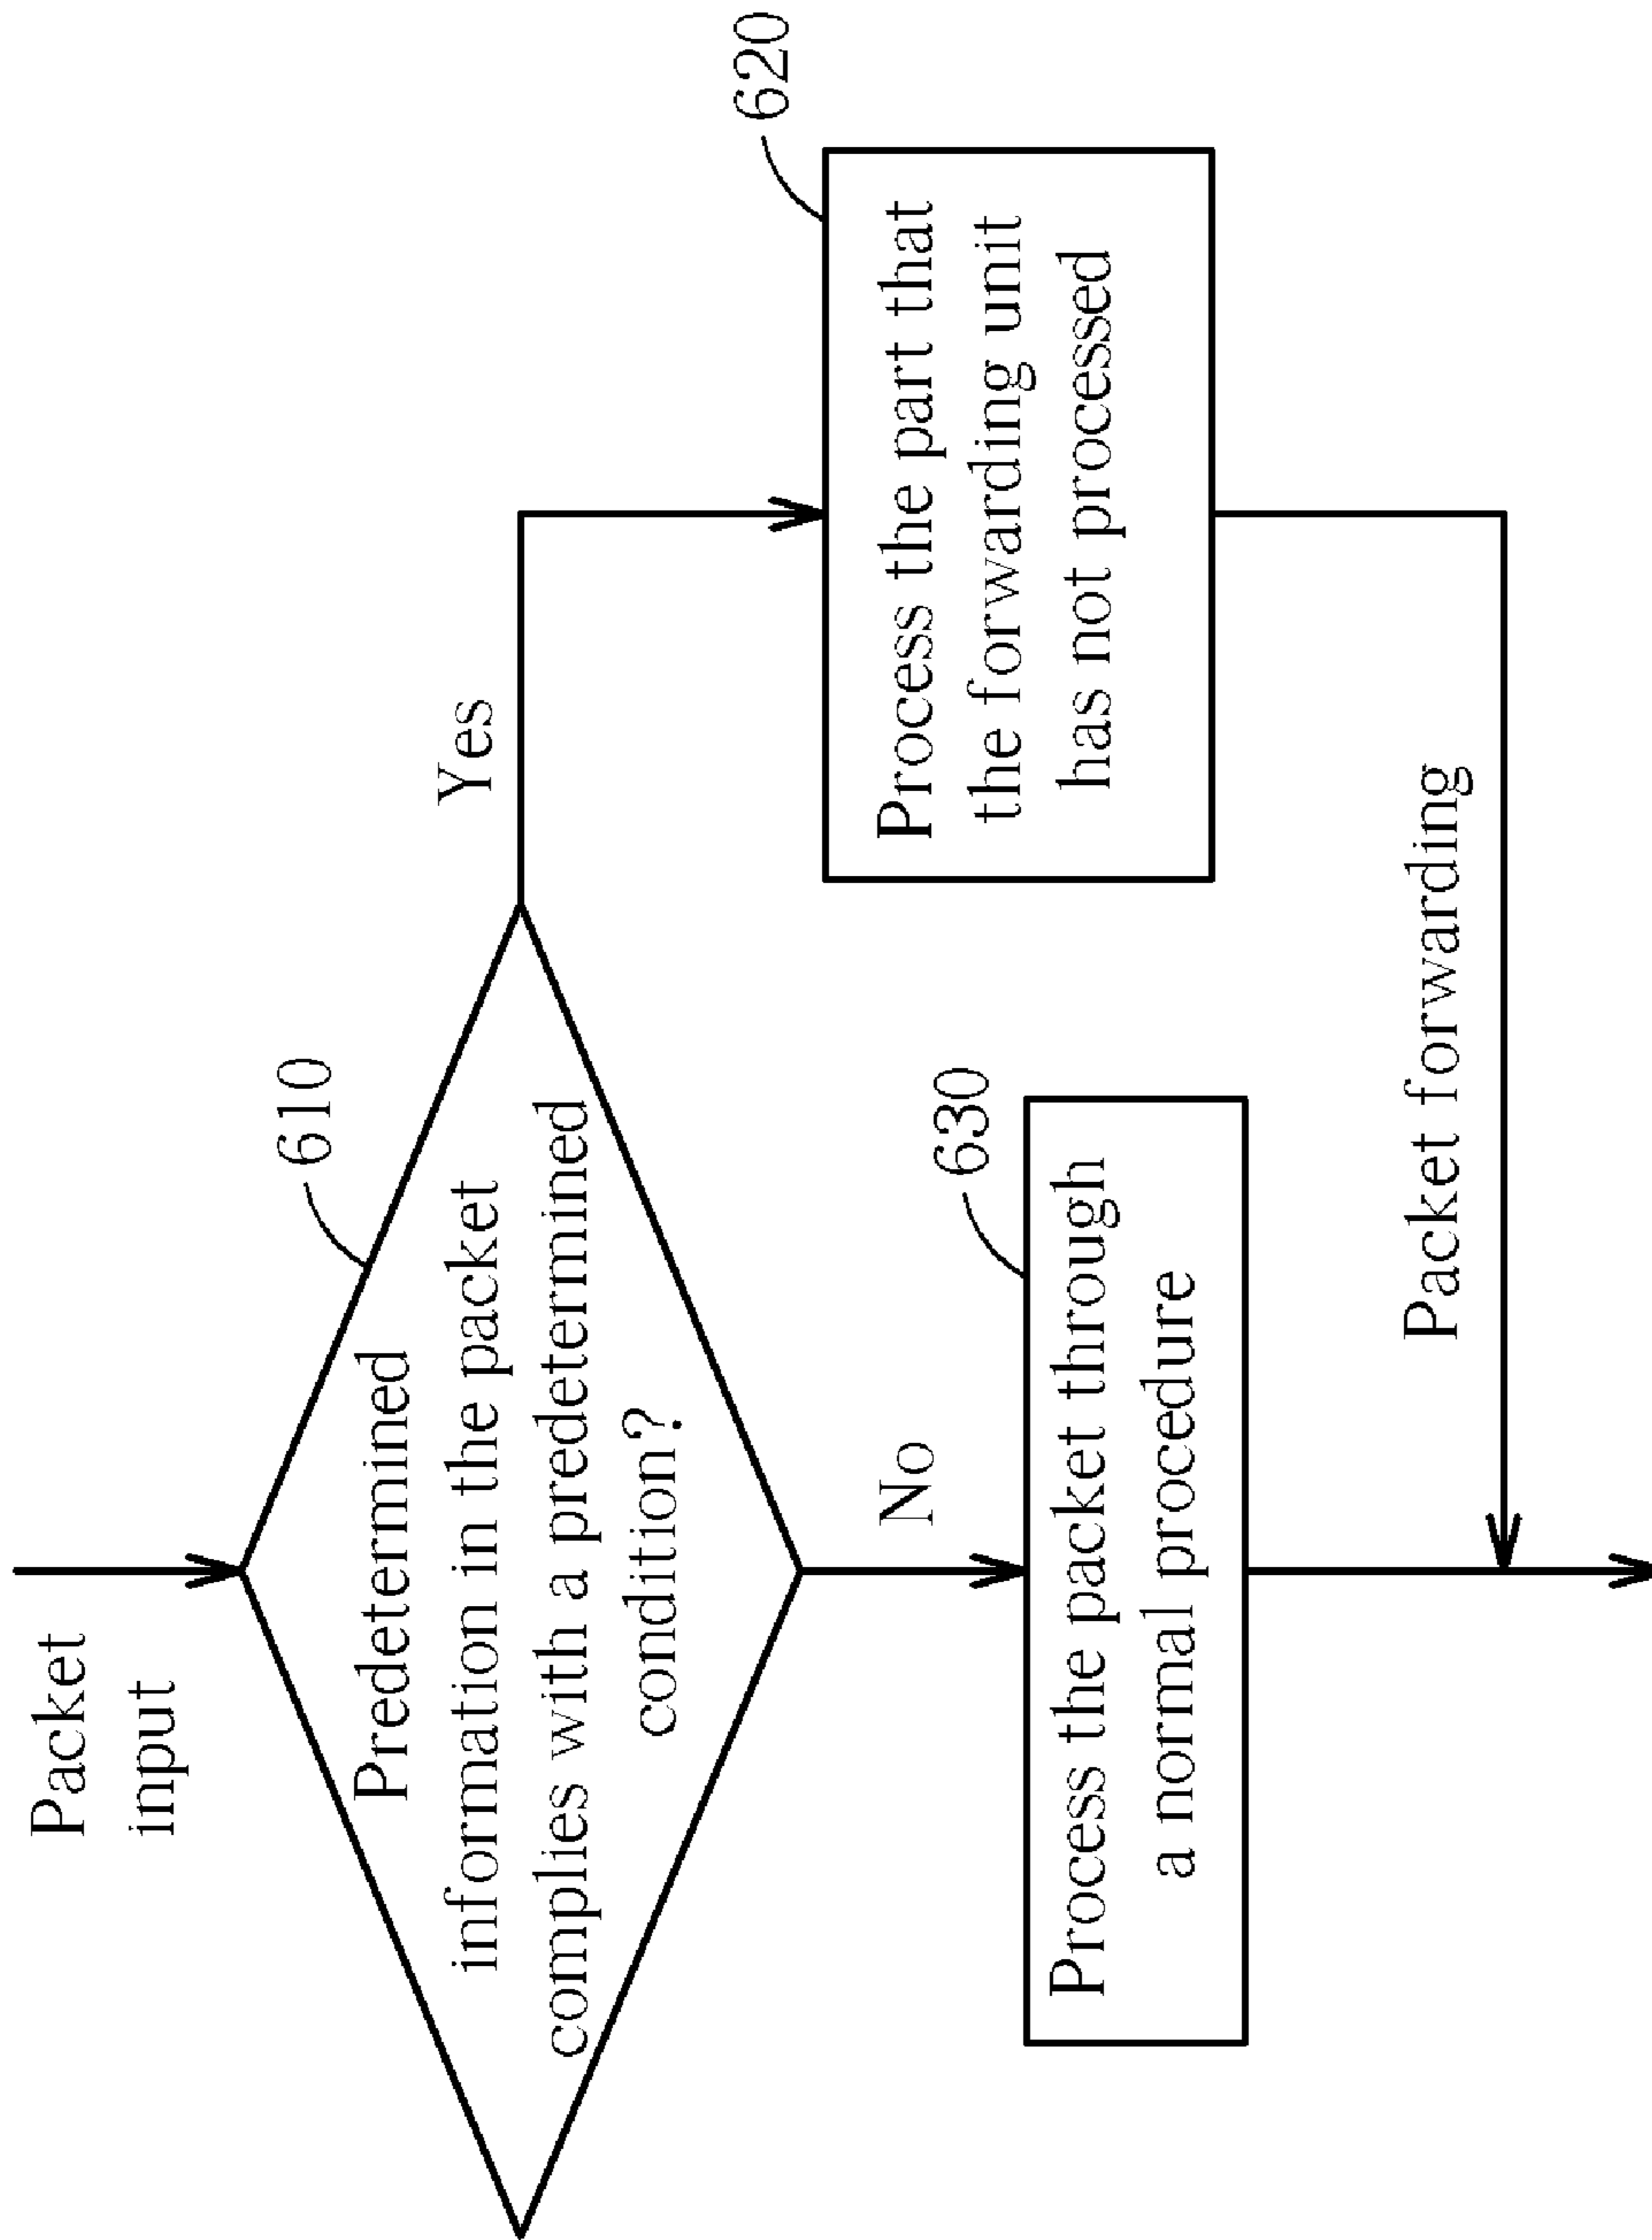 Packet
input
610
Predetermined
information in the packet
complies with a predetermined
condition?
Yes
620
Process the part that
the forwarding unit
has not processed
No
630
Process the packet through
a normal procedure
Packet forwarding